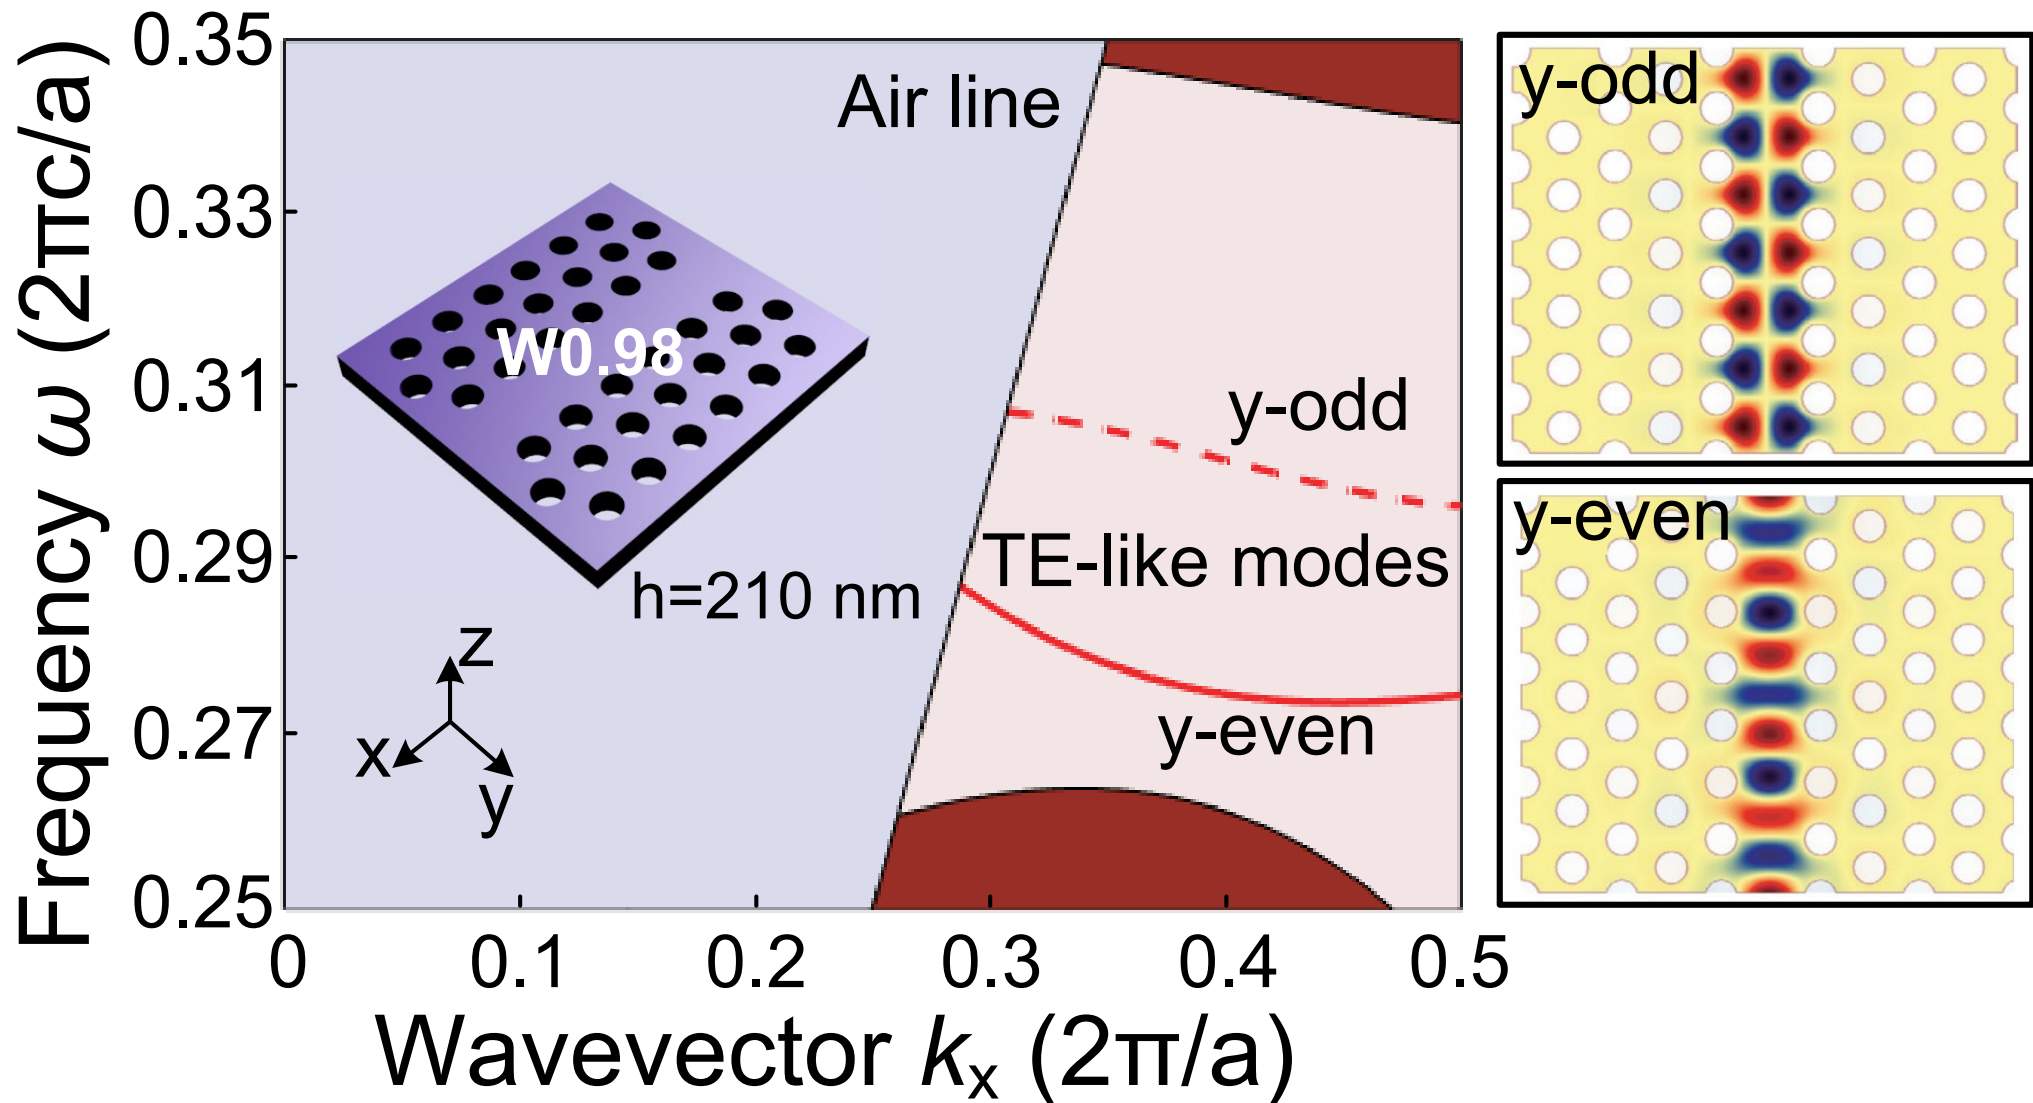 Frequency ω (2πc/a)
0.35
0.33
0.31
0.29
0.27
0.25
Air line
W0.98
h=210 nm
z
x
y
y-odd
TE-like modes
y-even
0
0.1
0.2
0.3
0.4
0.5
Wavevector kₓ (2π/a)
y-odd
y-even